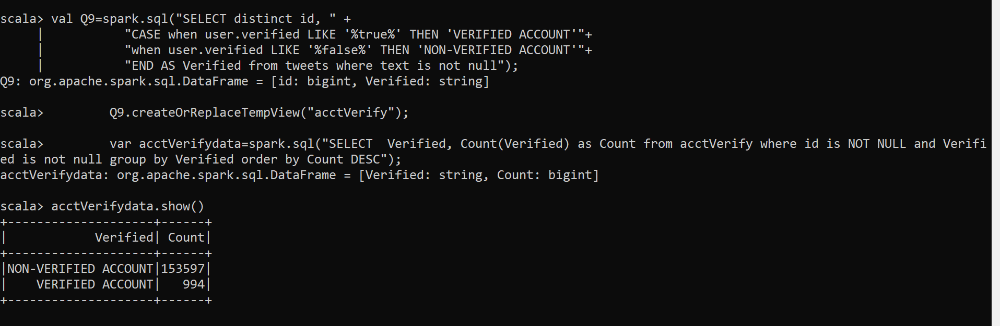 scala> val Q9=spark.sql("SELECT distinct id, " +
     |           "CASE when user.verified LIKE '%true%' THEN 'VERIFIED ACCOUNT'"+
     |           "when user.verified LIKE '%false%' THEN 'NON-VERIFIED ACCOUNT'"+
     |           "END AS Verified from tweets where text is not null");
Q9: org.apache.spark.sql.DataFrame = [id: bigint, Verified: string]
scala>         Q9.createOrReplaceTempView("acctVerify");
scala>         var acctVerifydata=spark.sql("SELECT  Verified, Count(Verified) as Count from acctVerify where id is NOT NULL and Verifi
ed is not null group by Verified order by Count DESC");
acctVerifydata: org.apache.spark.sql.DataFrame = [Verified: string, Count: bigint]
scala> acctVerifydata.show()
+--------------------+------+
|            Verified| Count|
+--------------------+------+
|NON-VERIFIED ACCOUNT|153597|
|    VERIFIED ACCOUNT|   994|
+--------------------+------+